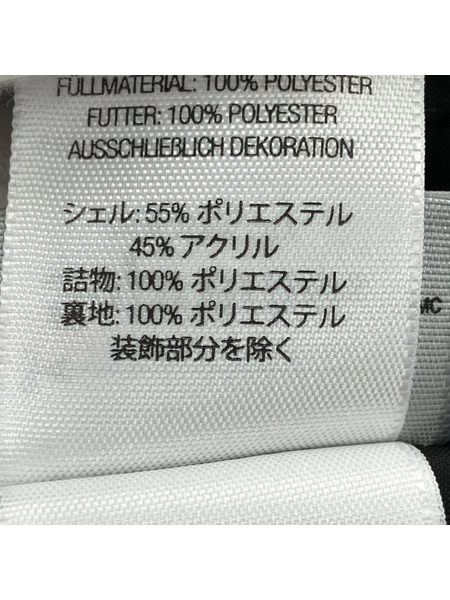 FÜLLMATERIAL: 100% POLYESTER
FUTTER: 100% POLYESTER
AUSSCHLIEßLICH DEKORATION
シェル: 55% ポリエステル
45% アクリル
詰物: 100% ポリエステル
裏地: 100% ポリエステル
装飾部分を除く
MC